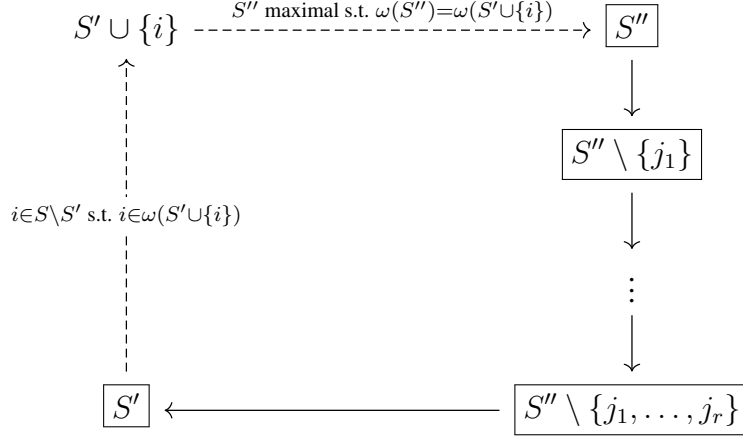 S′ ∪ {i}
S″ maximal s.t. ω(S″)=ω(S′∪{i})
S″
S″ \ {j₁}
i∈S\S′ s.t. i∈ω(S′∪{i})
⋮
S′
S″ \ {j₁, . . . , jᵣ}